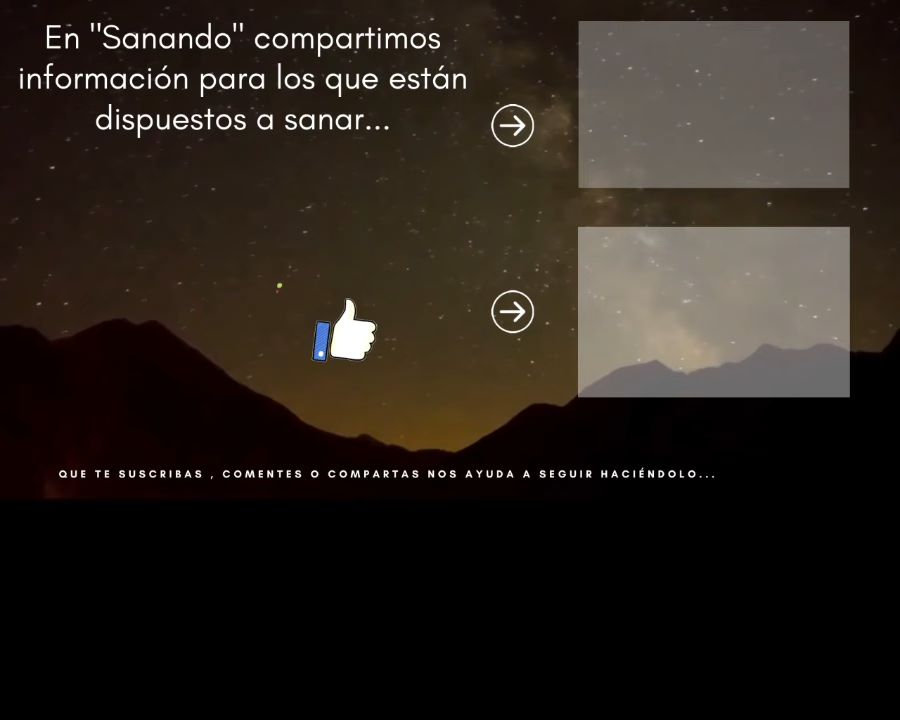 En "Sanando" compartimos
información para los que están
dispuestos a sanar...
QUE TE SUSCRIBAS , COMENTES O COMPARTAS NOS AYUDA A SEGUIR HACIÉNDOLO...